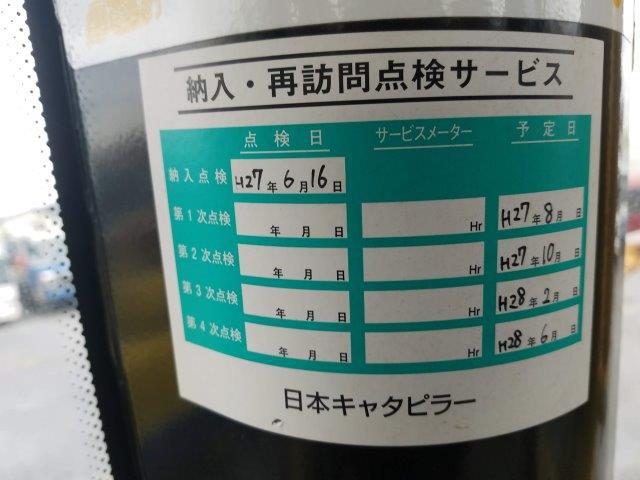 納入・再訪問点検サービス
点検日 サービスメーター 予定日
納入点検 H27年6月16日
第1次点検 年 月 日 Hr H27年8月 日
第2次点検 年 月 日 Hr H27年10月 日
第3次点検 年 月 日 Hr H28年2月 日
第4次点検 年 月 日 Hr H28年6月 日
日本キャタピラー